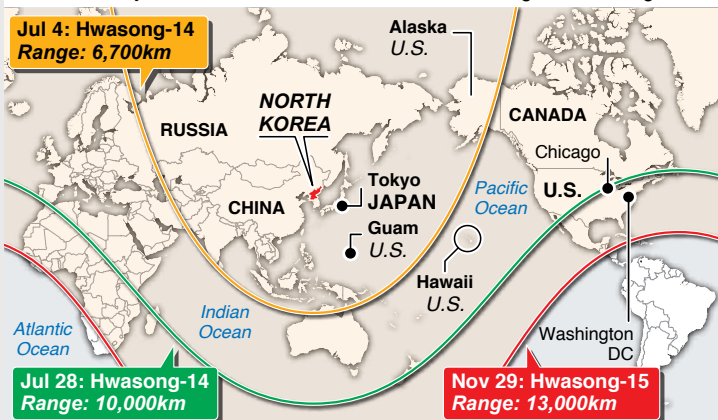 Jul 4: Hwasong-14
Range: 6,700km
Alaska
U.S.
NORTH
KOREA
RUSSIA
CANADA
Chicago
Tokyo
JAPAN
Pacific
Ocean
U.S.
CHINA
Guam
U.S.
Hawaii
U.S.
Indian
Ocean
Atlantic
Ocean
Washington
DC
Jul 28: Hwasong-14
Range: 10,000km
Nov 29: Hwasong-15
Range: 13,000km